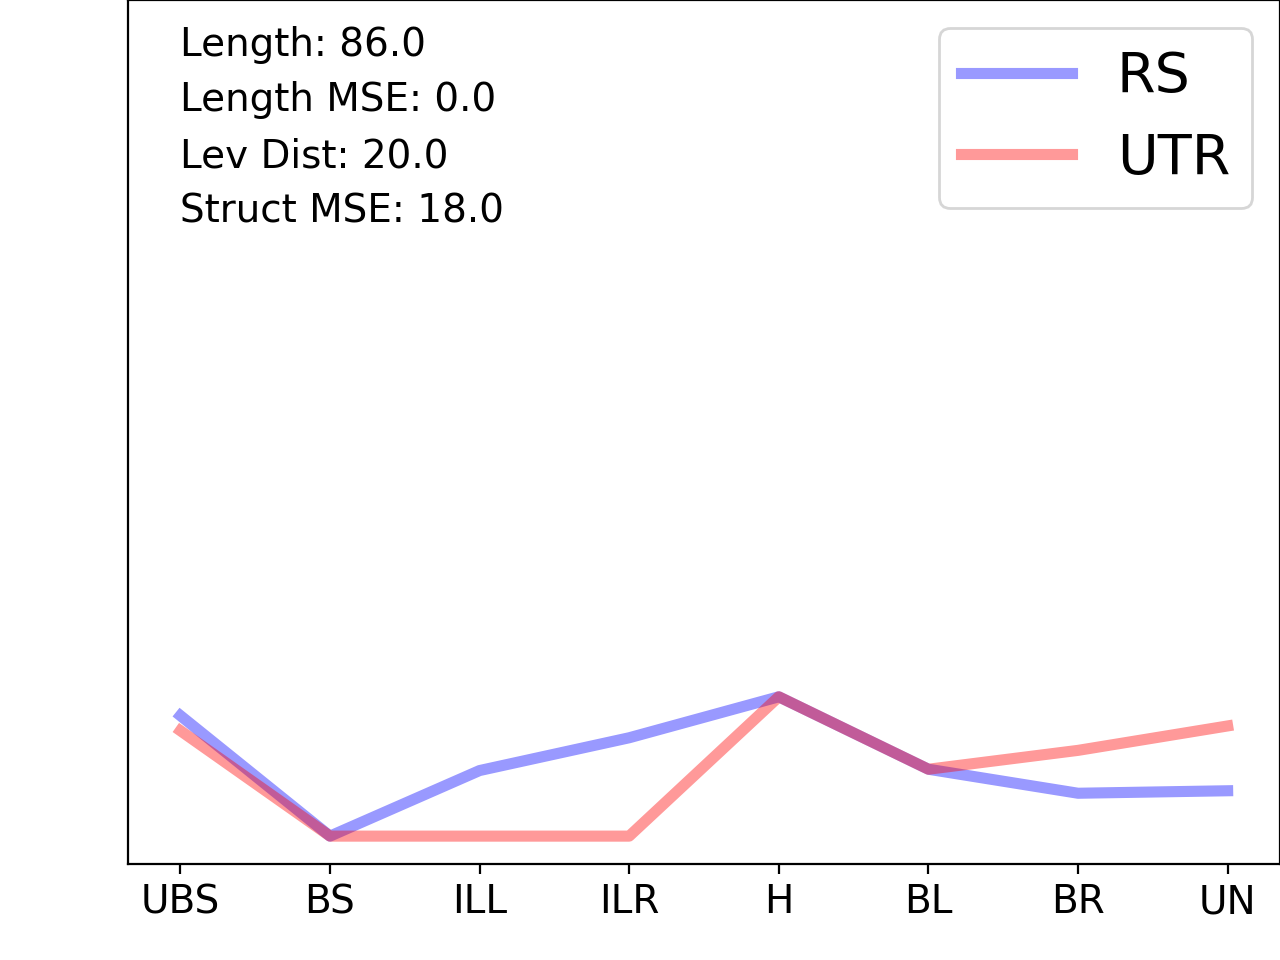 Length: 86.0
Length MSE: 0.0
Lev Dist: 20.0
Struct MSE: 18.0
RS
UTR
UBS BS ILL ILR H BL BR UN